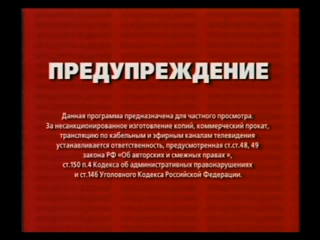 ПРЕДУПРЕЖДЕНИЕ
Данная программа предназначена для частного просмотра.
За несанкционированное изготовление копий, коммерческий прокат,
трансляцию по кабельным и эфирным каналам телевидения
устанавливается ответственность, предусмотренная ст.ст.48, 49
закона РФ «Об авторских и смежных правах »,
ст.150 п.4 Кодекса об административных правонарушениях
и ст.146 Уголовного Кодекса Российской Федерации.